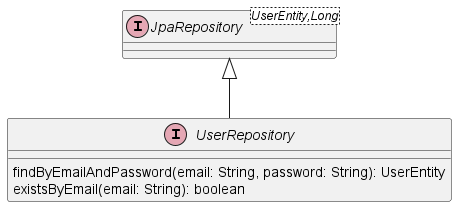 UserEntity,Long
I JpaRepository
I UserRepository
findByEmailAndPassword(email: String, password: String): UserEntity
existsByEmail(email: String): boolean